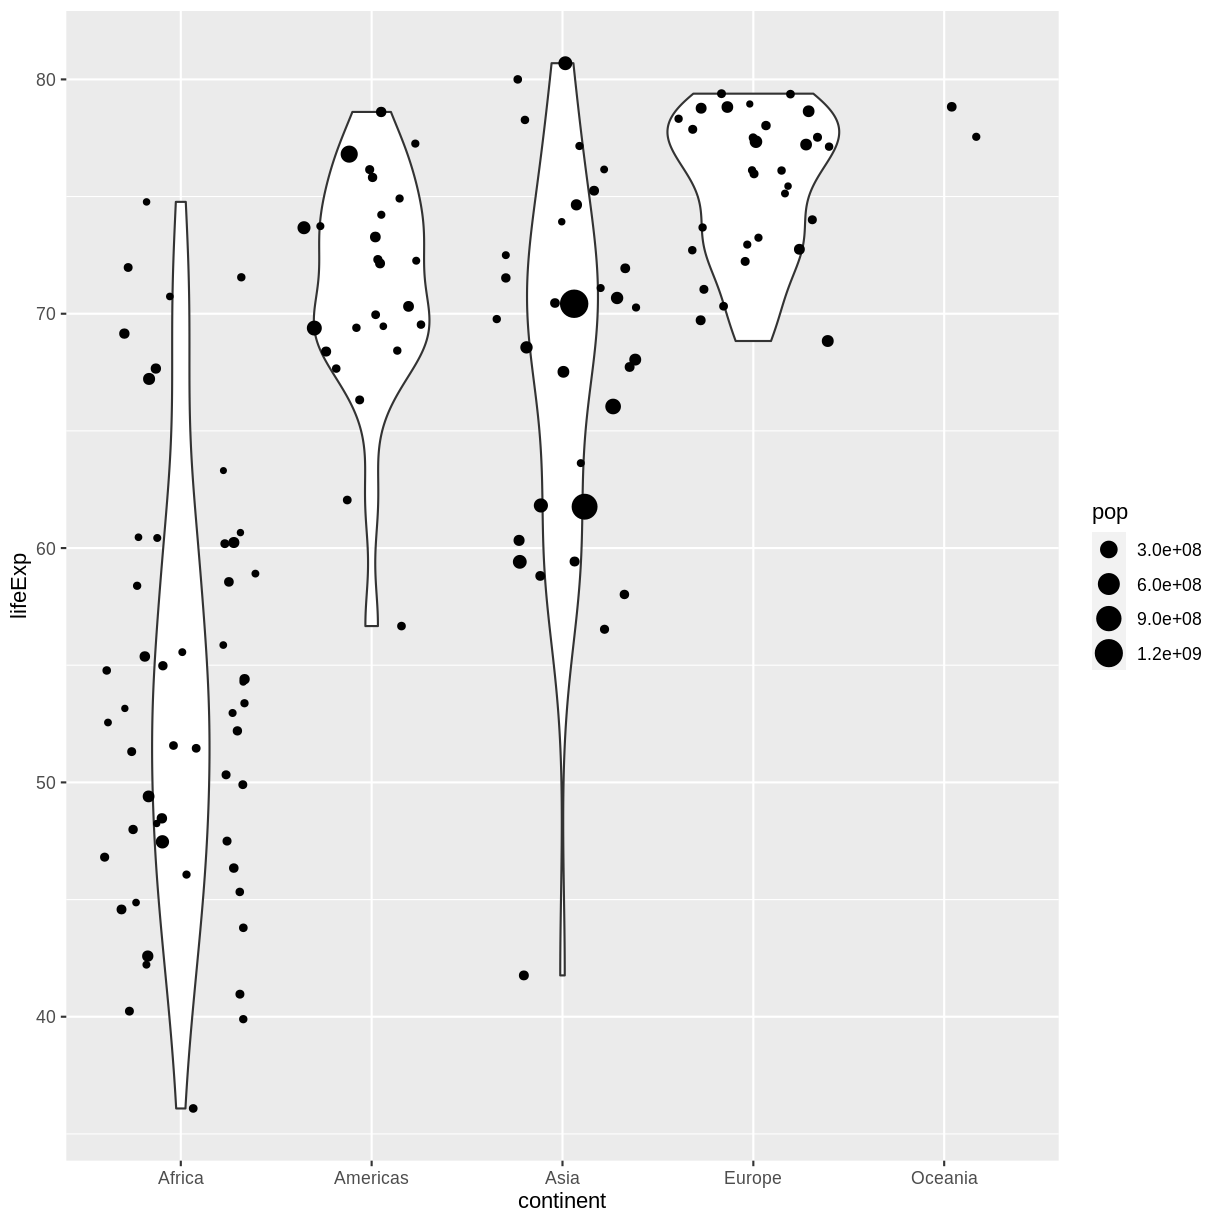 80
70
60
50
40
lifeExp
Africa
Americas
Asia
Europe
Oceania
continent
pop
3.0e+08
6.0e+08
9.0e+08
1.2e+09